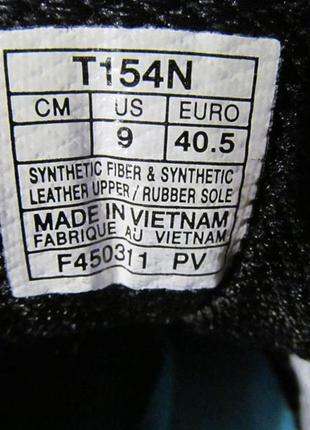 T154N
CM US EURO
9 40.5
SYNTHETIC FIBER & SYNTHETIC
LEATHER UPPER / RUBBER SOLE
MADE IN VIETNAM
FABRIQUE AU VIETNAM
F450311 PV